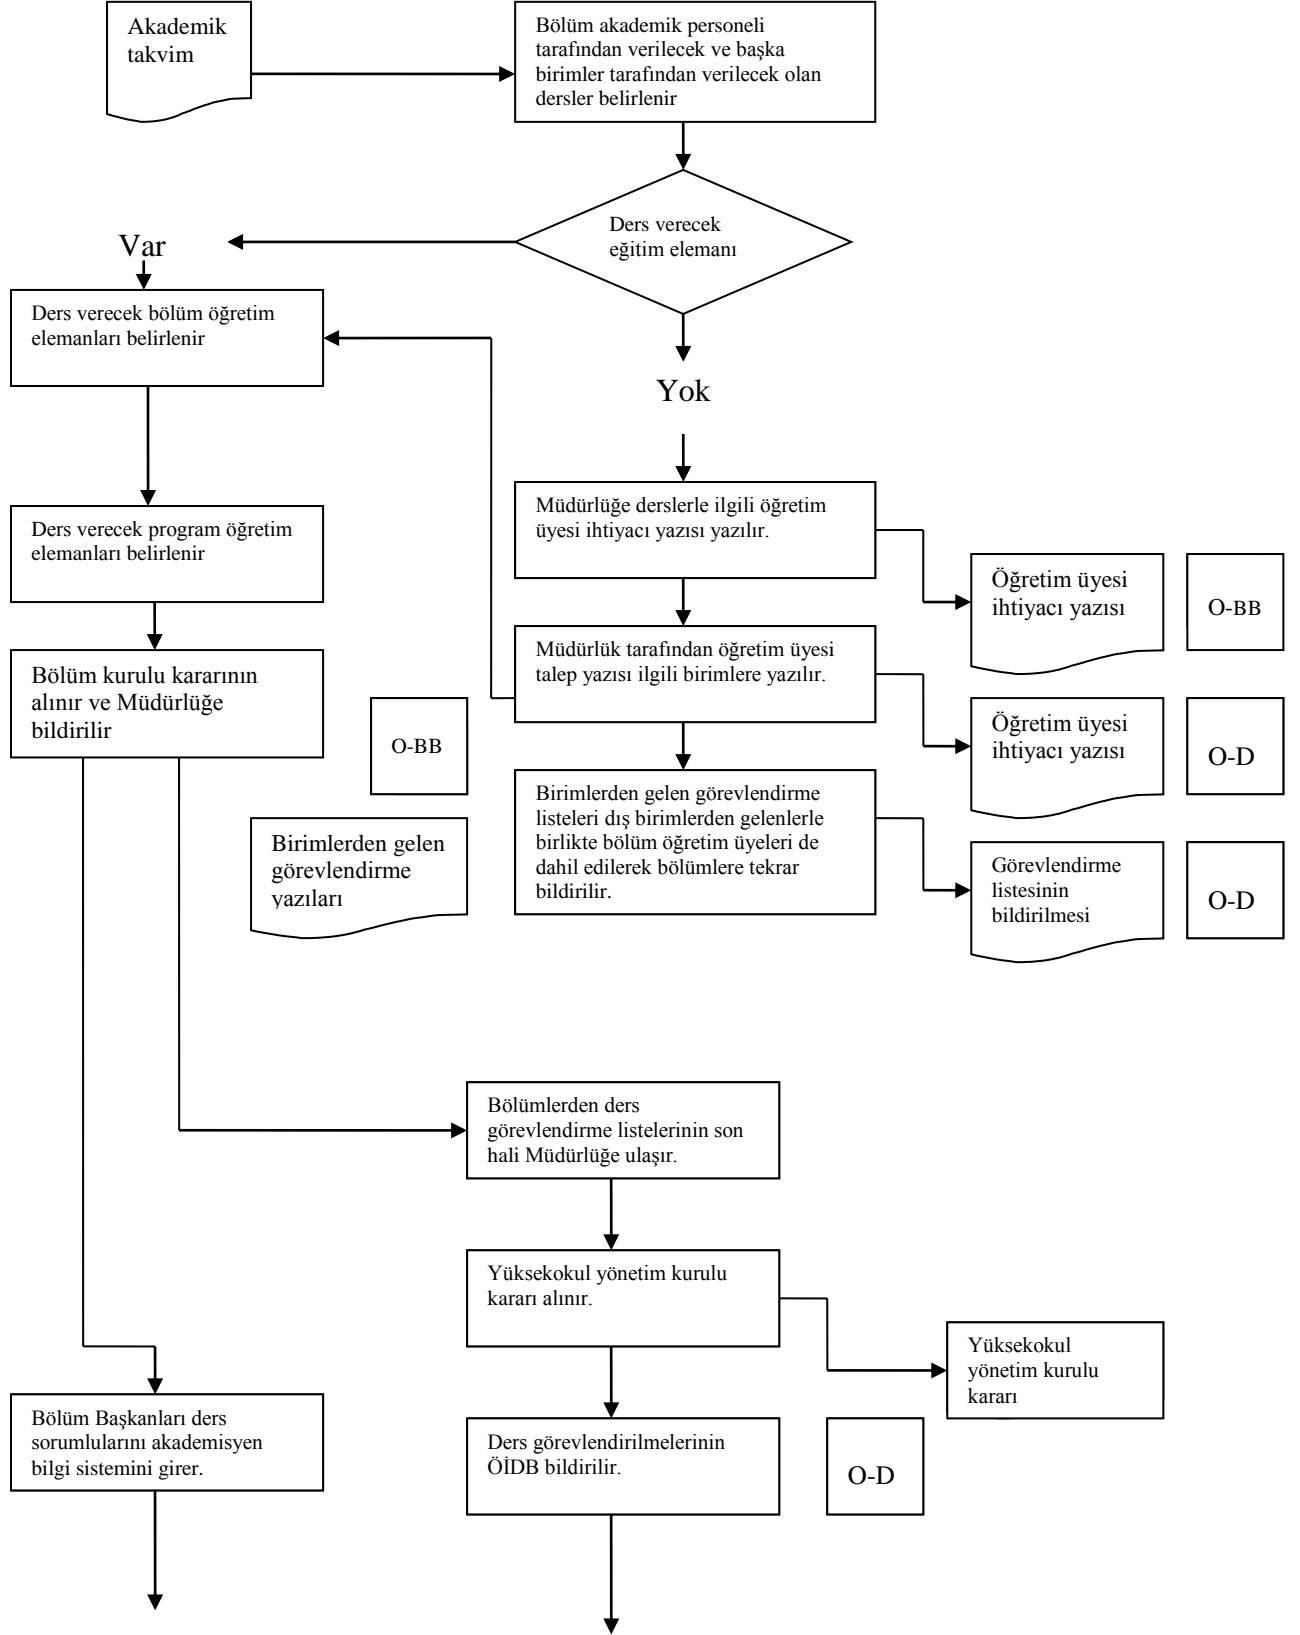 Akademik
takvim
Bölüm akademik personeli
tarafından verilecek ve başka
birimler tarafından verilecek olan
dersler belirlenir
Ders verecek
eğitim elemanı
Var
Ders verecek bölüm öğretim
elemanları belirlenir
Yok
Müdürlüğe derslerle ilgili öğretim
üyesi ihtiyacı yazısı yazılır.
Ders verecek program öğretim
elemanları belirlenir
Öğretim üyesi
ihtiyacı yazısı
O-BB
Müdürlük tarafından öğretim üyesi
talep yazısı ilgili birimlere yazılır.
Bölüm kurulu kararının
alınır ve Müdürlüğe
bildirilir
O-BB
Öğretim üyesi
ihtiyacı yazısı
O-D
Birimlerden gelen görevlendirme
listeleri dış birimlerden gelenlerle
birlikte bölüm öğretim üyeleri de
dahil edilerek bölümlere tekrar
bildirilir.
Birimlerden gelen
görevlendirme
yazıları
Görevlendirme
listesinin
bildirilmesi
O-D
Bölümlerden ders
görevlendirme listelerinin son
hali Müdürlüğe ulaşır.
Yüksekokul yönetim kurulu
kararı alınır.
Yüksekokul
yönetim kurulu
kararı
Bölüm Başkanları ders
sorumlularını akademisyen
bilgi sistemini girer.
Ders görevlendirilmelerinin
ÖİDB bildirilir.
O-D